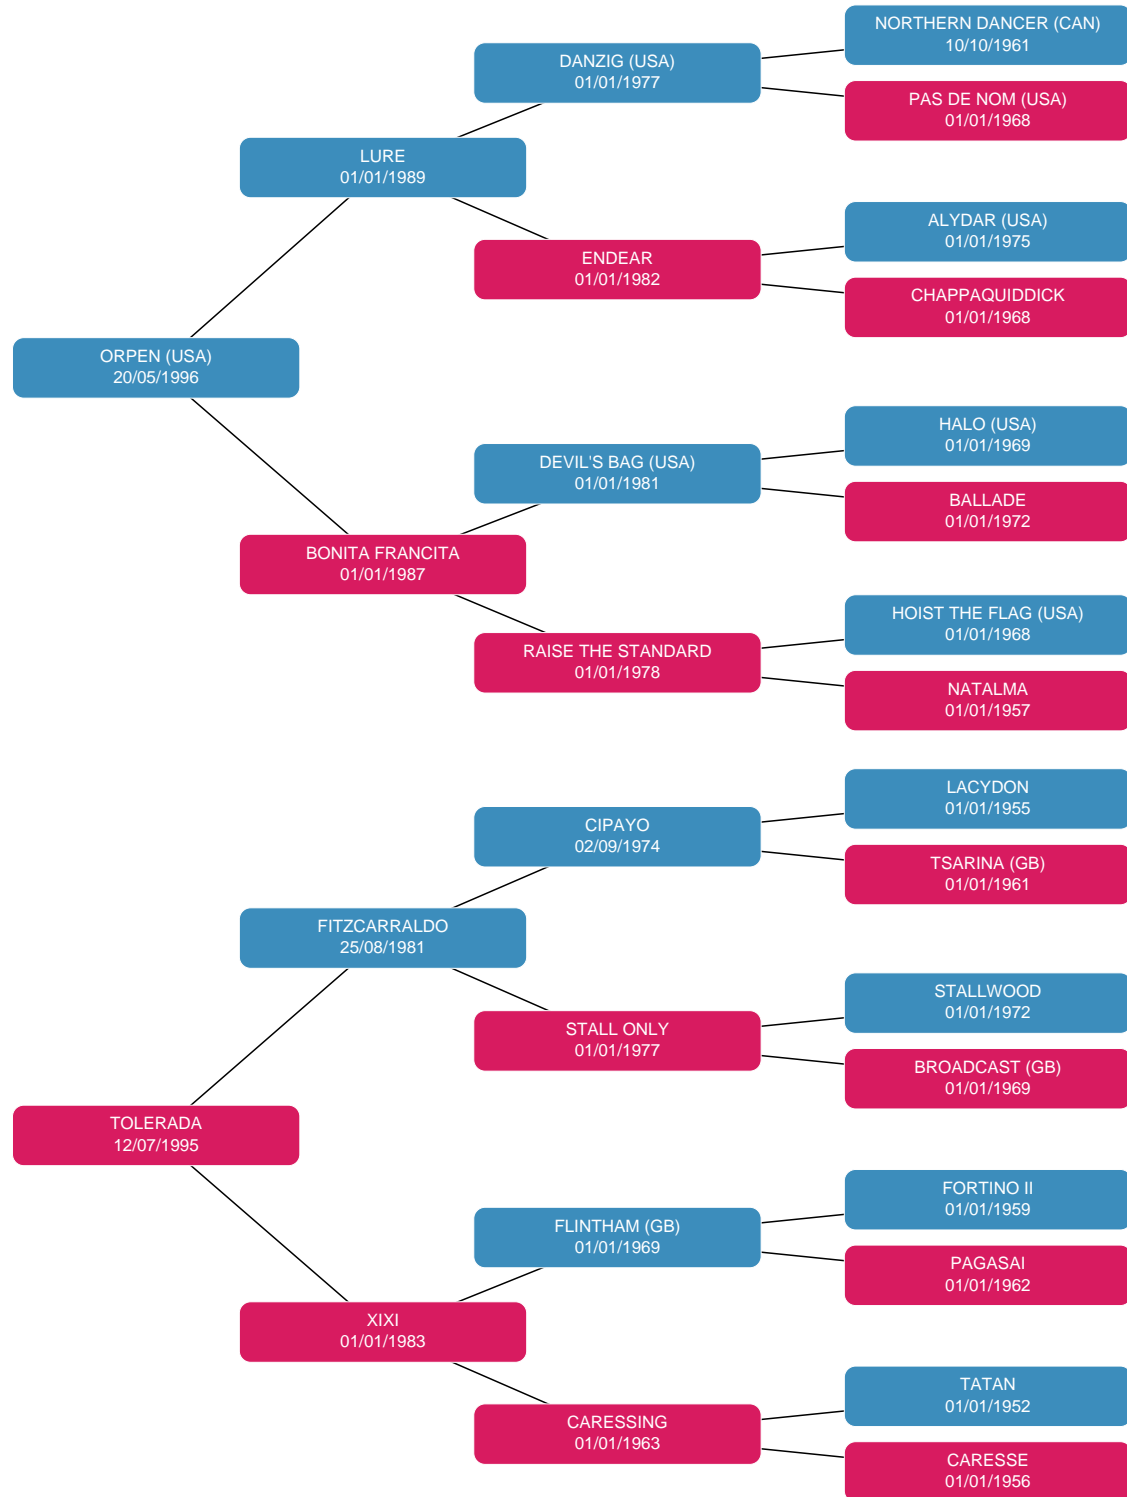 NORTHERN DANCER (CAN)
10/10/1961
DANZIG (USA)
01/01/1977
PAS DE NOM (USA)
01/01/1968
LURE
01/01/1989
ALYDAR (USA)
01/01/1975
ENDEAR
01/01/1982
CHAPPAQUIDDICK
01/01/1968
ORPEN (USA)
20/05/1996
HALO (USA)
01/01/1969
DEVIL'S BAG (USA)
01/01/1981
BALLADE
01/01/1972
BONITA FRANCITA
01/01/1987
HOIST THE FLAG (USA)
01/01/1968
RAISE THE STANDARD
01/01/1978
NATALMA
01/01/1957
LACYDON
01/01/1955
CIPAYO
02/09/1974
TSARINA (GB)
01/01/1961
FITZCARRALDO
25/08/1981
STALLWOOD
01/01/1972
STALL ONLY
01/01/1977
BROADCAST (GB)
01/01/1969
TOLERADA
12/07/1995
FORTINO II
01/01/1959
FLINTHAM (GB)
01/01/1969
PAGASAI
01/01/1962
XIXI
01/01/1983
TATAN
01/01/1952
CARESSING
01/01/1963
CARESSE
01/01/1956